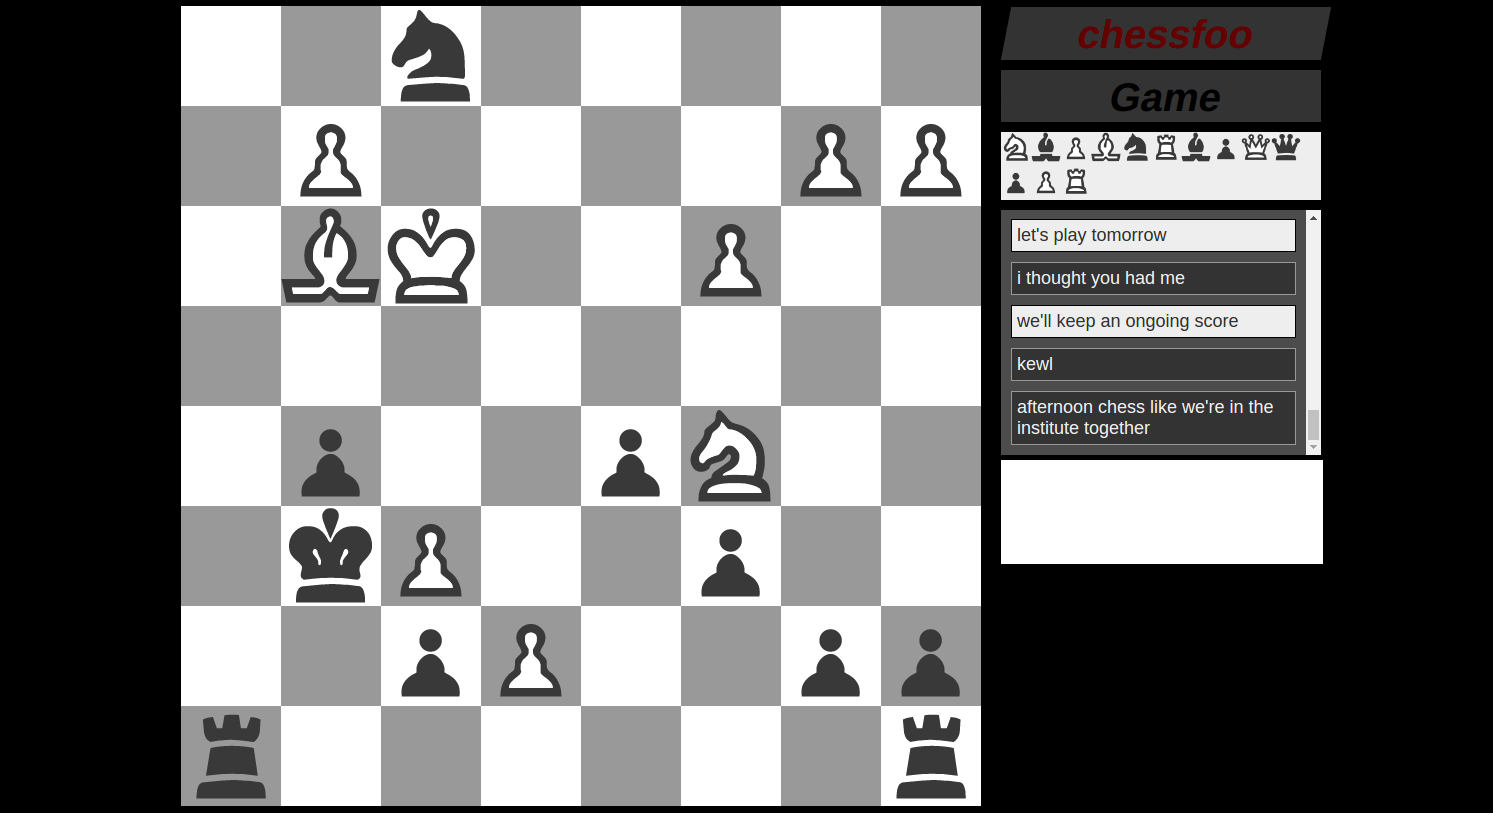 chessfoo
Game
let's play tomorrow
i thought you had me
we'll keep an ongoing score
kewl
afternoon chess like we're in the
institute together